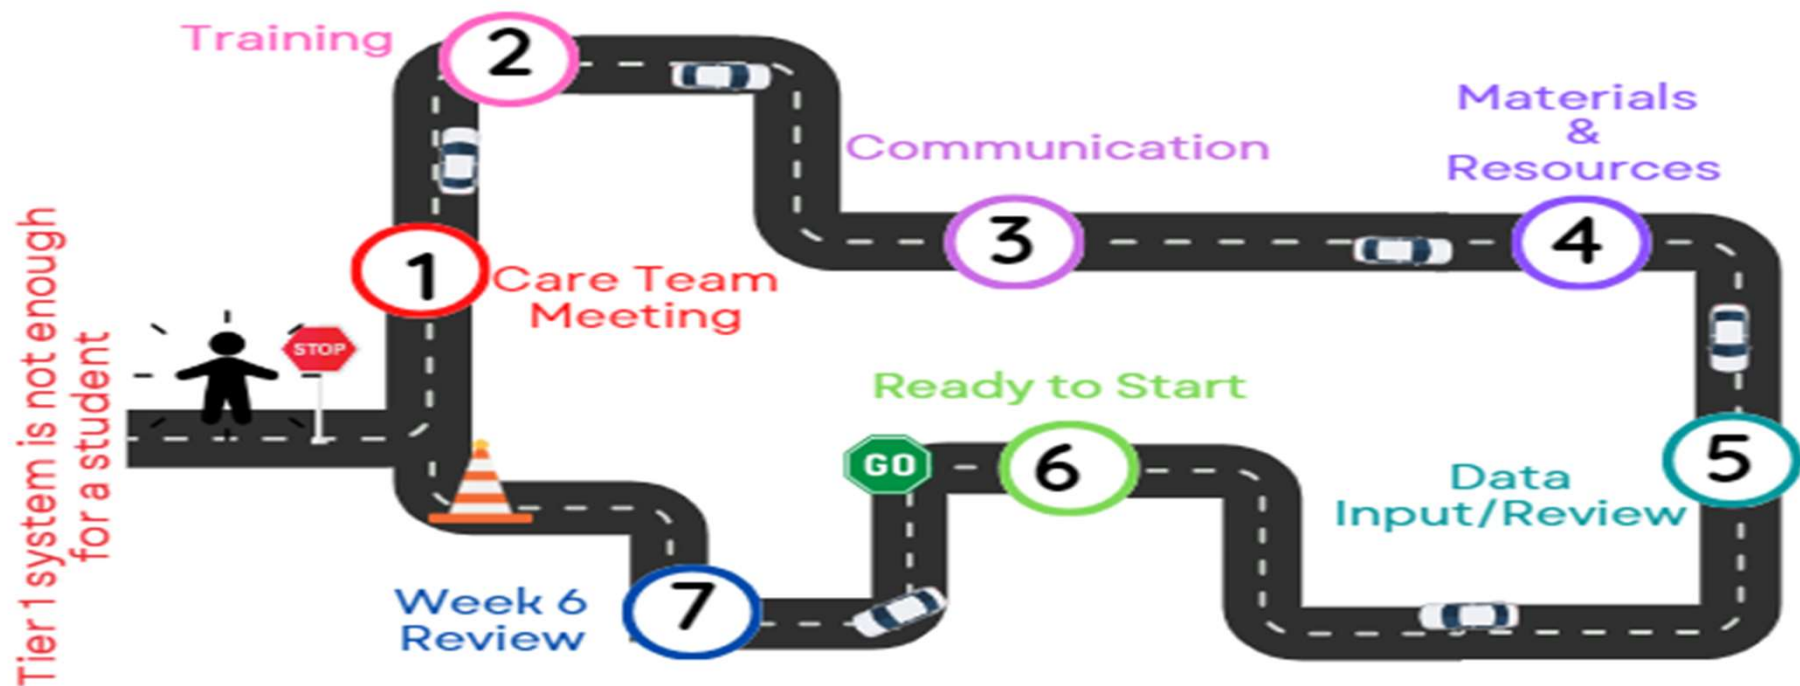 Tier 1 system is not enough
for a student
STOP
1
Care Team
Meeting
2
Training
3
Communication
4
Materials
&
Resources
5
Data
Input/Review
6
Ready to Start
GO
7
Week 6
Review